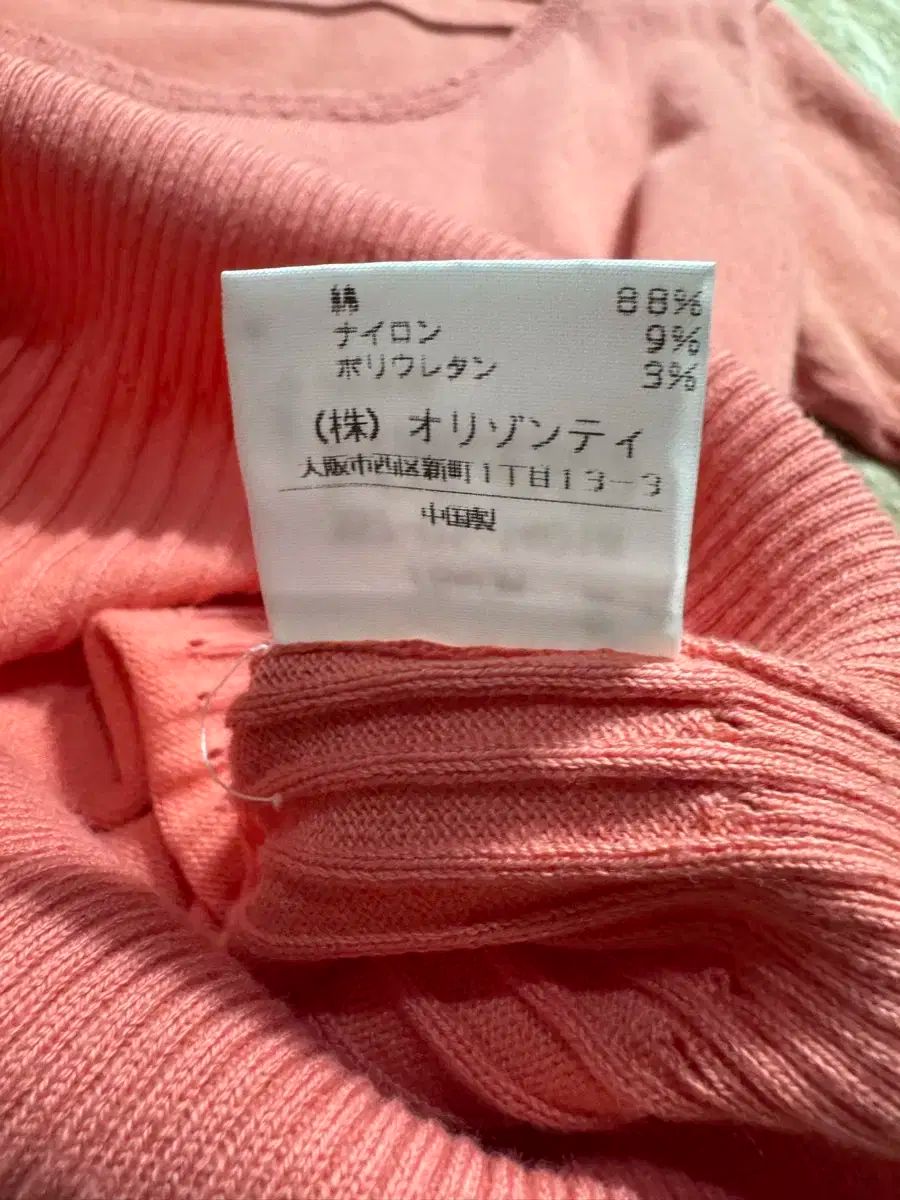 綿 88%
ナイロン 9%
ポリウレタン 3%
(株) オリゾンティ
大阪市西区新町1丁目13-3
中国製